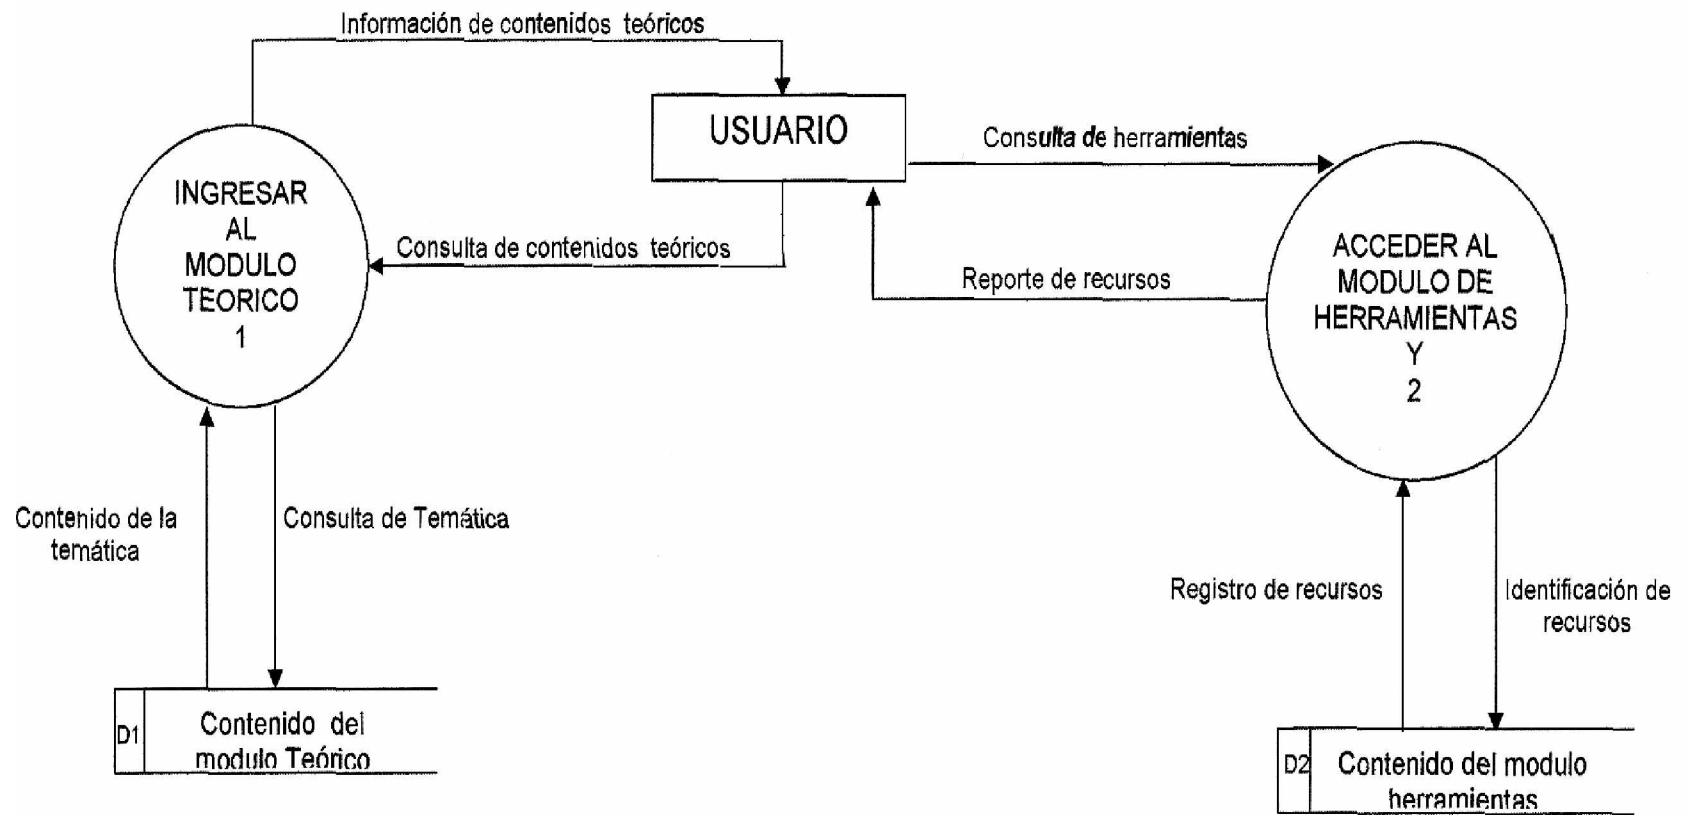 Información de contenidos teóricos
USUARIO
Consulta de herramientas
INGRESAR
AL
MODULO
TEORICO
1
Consulta de contenidos teóricos
Reporte de recursos
ACCEDER AL
MODULO DE
HERRAMIENTAS
Y
2
Contenido de la
temática
Consulta de Temática
Registro de recursos
Identificación de
recursos
D1
Contenido del
modulo Teórico
D2
Contenido del modulo
herramientas